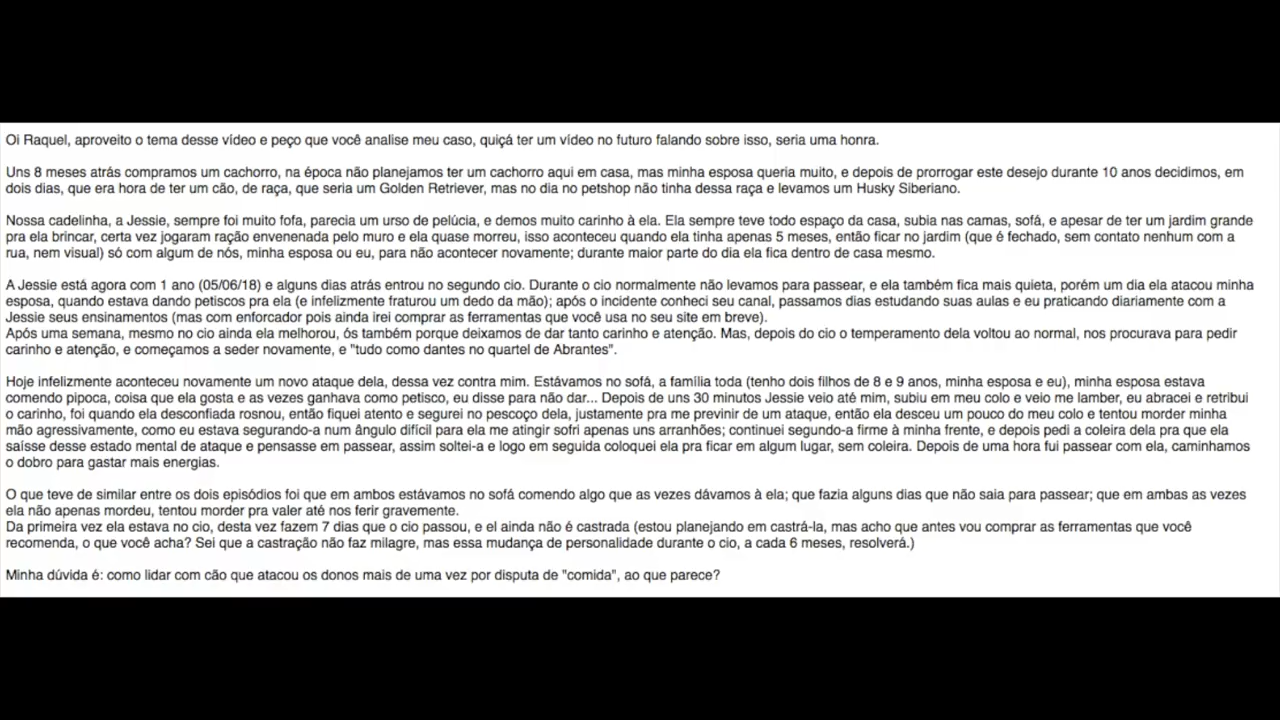 Oi Raquel, aproveito o tema desse vídeo e peço que você analise meu caso, quiçá ter um vídeo no futuro falando sobre isso, seria uma honra.
Uns 8 meses atrás compramos um cachorro, na época não planejamos ter um cachorro aqui em casa, mas minha esposa queria muito, e depois de prorrogar este desejo durante 10 anos decidimos, em
dois dias, que era hora de ter um cão, de raça, que seria um Golden Retriever, mas no dia no petshop não tinha dessa raça e levamos um Husky Siberiano.
Nossa cadelinha, a Jessie, sempre foi muito fofa, parecia um urso de pelúcia, e demos muito carinho à ela. Ela sempre teve todo espaço da casa, subia nas camas, sofá, e apesar de ter um jardim grande
pra ela brincar, certa vez jogaram ração envenenada pelo muro e ela quase morreu, isso aconteceu quando ela tinha apenas 5 meses, então ficar no jardim (que é fechado, sem contato nenhum com a
rua, nem visual) só com algum de nós, minha esposa ou eu, para não acontecer novamente; durante maior parte do dia ela fica dentro de casa mesmo.
A Jessie está agora com 1 ano (05/06/18) e alguns dias atrás entrou no segundo cio. Durante o cio normalmente não levamos para passear, e ela também fica mais quieta, porém um dia ela atacou minha
esposa, quando estava dando petiscos pra ela (e infelizmente fraturou um dedo da mão); após o incidente conheci seu canal, passamos dias estudando suas aulas e eu praticando diariamente com a
Jessie seus ensinamentos (mas com enforcador pois ainda irei comprar as ferramentas que você usa no seu site em breve).
Após uma semana, mesmo no cio ainda ela melhorou, ós também porque deixamos de dar tanto carinho e atenção. Mas, depois do cio o temperamento dela voltou ao normal, nos procurava para pedir
carinho e atenção, e começamos a seder novamente, e "tudo como dantes no quartel de Abrantes".
Hoje infelizmente aconteceu novamente um novo ataque dela, dessa vez contra mim. Estávamos no sofá, a família toda (tenho dois filhos de 8 e 9 anos, minha esposa e eu), minha esposa estava
comendo pipoca, coisa que ela gosta e as vezes ganhava como petisco, eu disse para não dar... Depois de uns 30 minutos Jessie veio até mim, subiu em meu colo e veio me lamber, eu abracei e retribui
o carinho, foi quando ela desconfiada rosnou, então fiquei atento e segurei no pescoço dela, justamente pra me previnir de um ataque, então ela desceu um pouco do meu colo e tentou morder minha
mão agressivamente, como eu estava segurando-a num ângulo difícil para ela me atingir sofri apenas uns arranhões; continuei segundo-a firme à minha frente, e depois pedi a coleira dela pra que ela
saísse desse estado mental de ataque e pensasse em passear, assim soltei-a e logo em seguida coloquei ela pra ficar em algum lugar, sem coleira. Depois de uma hora fui passear com ela, caminhamos
o dobro para gastar mais energias.
O que teve de similar entre os dois episódios foi que em ambos estávamos no sofá comendo algo que as vezes dávamos à ela; que fazia alguns dias que não saia para passear; que em ambas as vezes
ela não apenas mordeu, tentou morder pra valer até nos ferir gravemente.
Da primeira vez ela estava no cio, desta vez fazem 7 dias que o cio passou, e el ainda não é castrada (estou planejando em castrá-la, mas acho que antes vou comprar as ferramentas que você
recomenda, o que você acha? Sei que a castração não faz milagre, mas essa mudança de personalidade durante o cio, a cada 6 meses, resolverá.)
Minha dúvida é: como lidar com cão que atacou os donos mais de uma vez por disputa de "comida", ao que parece?